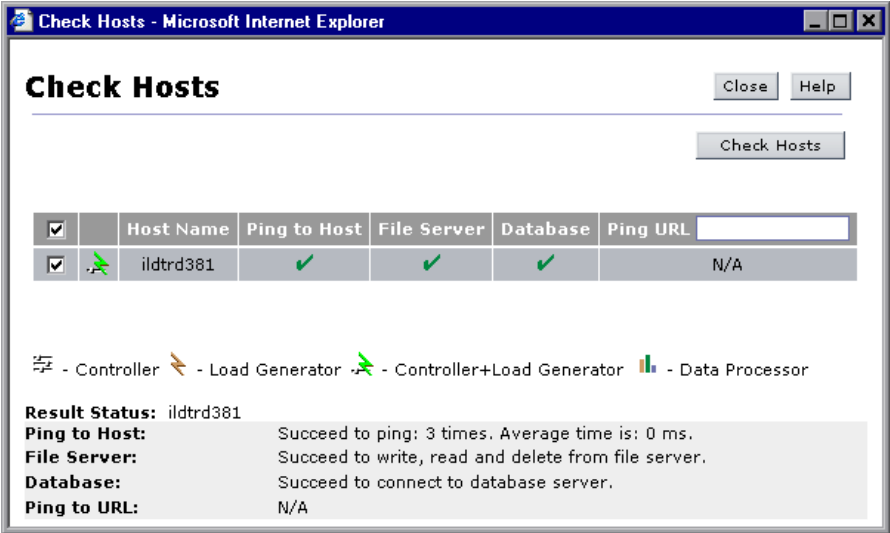 Check Hosts - Microsoft Internet Explorer
Check Hosts
Close Help
Check Hosts
Host Name Ping to Host File Server Database Ping URL
ildtrd381 N/A
- Controller - Load Generator - Controller+Load Generator - Data Processor
Result Status: ildtrd381
Ping to Host: Succeed to ping: 3 times. Average time is: 0 ms.
File Server: Succeed to write, read and delete from file server.
Database: Succeed to connect to database server.
Ping to URL: N/A